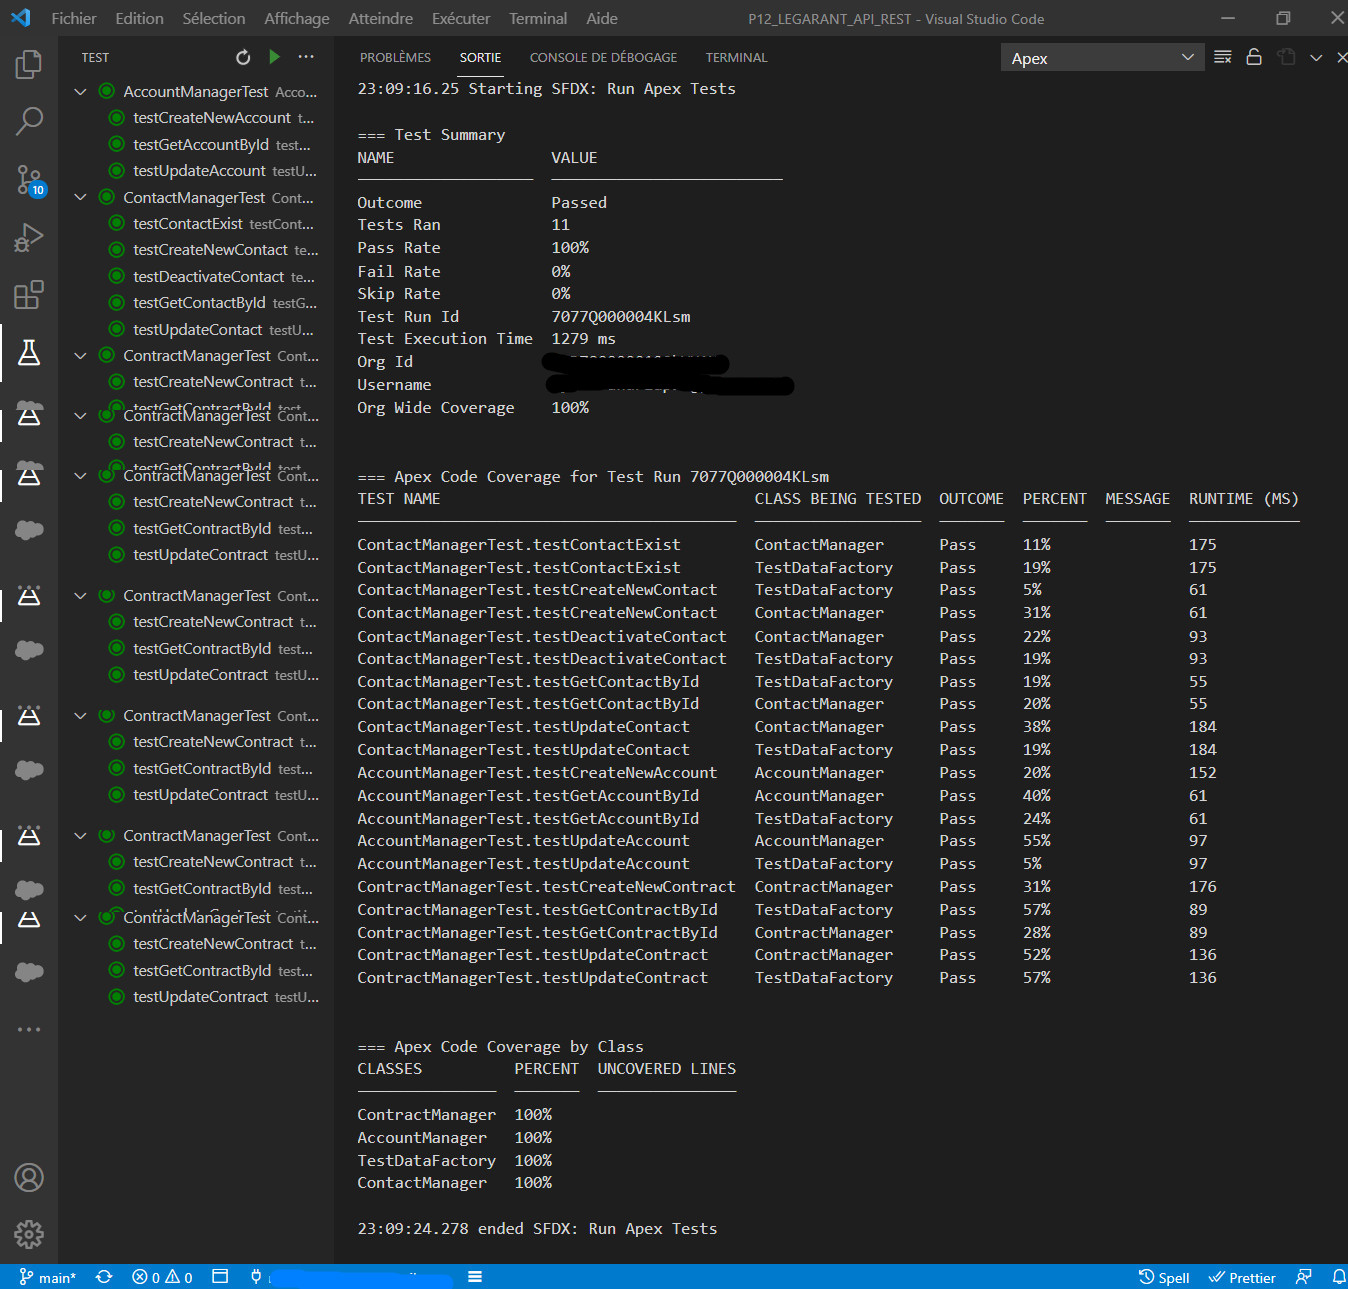 Fichier Edition Sélection Affichage Atteindre Exécuter Terminal Aide P12_LEGARANT_API_REST - Visual Studio Code
TEST
10
AccountManagerTest Acco...
testCreateNewAccount t...
testGetAccountById test...
testUpdateAccount testU...
ContactManagerTest Cont...
testContactExist testCont...
testCreateNewContact te...
testDeactivateContact te...
testGetContactById testG...
testUpdateContact testU...
ContractManagerTest Cont...
testCreateNewContract t...
testGetContractById test...
ContractManagerTest Cont...
testCreateNewContract t...
testGetContractById test...
ContractManagerTest Cont...
testCreateNewContract t...
testGetContractById test...
testUpdateContract testU...
ContractManagerTest Cont...
testCreateNewContract t...
testGetContractById test...
testUpdateContract testU...
ContractManagerTest Cont...
testCreateNewContract t...
testGetContractById test...
testUpdateContract testU...
ContractManagerTest Cont...
testCreateNewContract t...
testGetContractById test...
ContractManagerTest Cont...
testCreateNewContract t...
testGetContractById test...
testUpdateContract testU...
PROBLÈMES SORTIE CONSOLE DE DÉBOGAGE TERMINAL Apex
23:09:16.25 Starting SFDX: Run Apex Tests
=== Test Summary
NAME VALUE
Outcome Passed
Tests Ran 11
Pass Rate 100%
Fail Rate 0%
Skip Rate 0%
Test Run Id 7077Q000004KLsm
Test Execution Time 1279 ms
Org Id
Username
Org Wide Coverage 100%
=== Apex Code Coverage for Test Run 7077Q000004KLsm
TEST NAME CLASS BEING TESTED OUTCOME PERCENT MESSAGE RUNTIME (MS)
ContactManagerTest.testContactExist ContactManager Pass 11% 175
ContactManagerTest.testContactExist TestDataFactory Pass 19% 175
ContactManagerTest.testCreateNewContact TestDataFactory Pass 5% 61
ContactManagerTest.testCreateNewContact ContactManager Pass 31% 61
ContactManagerTest.testDeactivateContact ContactManager Pass 22% 93
ContactManagerTest.testDeactivateContact TestDataFactory Pass 19% 93
ContactManagerTest.testGetContactById TestDataFactory Pass 19% 55
ContactManagerTest.testGetContactById ContactManager Pass 20% 55
ContactManagerTest.testUpdateContact ContactManager Pass 38% 184
ContactManagerTest.testUpdateContact TestDataFactory Pass 19% 184
AccountManagerTest.testCreateNewAccount AccountManager Pass 20% 152
AccountManagerTest.testGetAccountById AccountManager Pass 40% 61
AccountManagerTest.testGetAccountById TestDataFactory Pass 24% 61
AccountManagerTest.testUpdateAccount AccountManager Pass 55% 97
AccountManagerTest.testUpdateAccount TestDataFactory Pass 5% 97
ContractManagerTest.testCreateNewContract ContractManager Pass 31% 176
ContractManagerTest.testGetContractById TestDataFactory Pass 57% 89
ContractManagerTest.testGetContractById ContractManager Pass 28% 89
ContractManagerTest.testUpdateContract ContractManager Pass 52% 136
ContractManagerTest.testUpdateContract TestDataFactory Pass 57% 136
=== Apex Code Coverage by Class
CLASSES PERCENT UNCOVERED LINES
ContractManager 100%
AccountManager 100%
TestDataFactory 100%
ContactManager 100%
23:09:24.278 ended SFDX: Run Apex Tests
main* 0 0 Spell Prettier